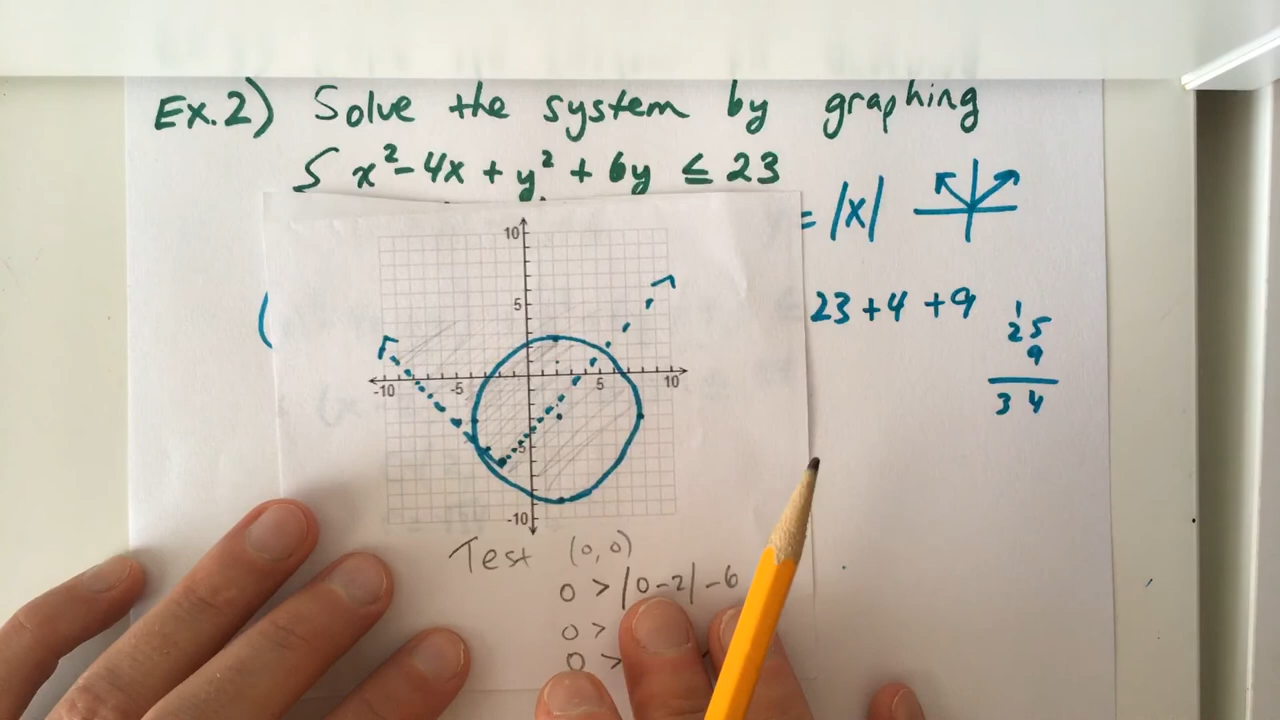 Ex.2) Solve the system by graphing
x² - 4x + y² + 6y ≤ 23
= |x|
23 + 4 + 9
1
25
9
34
10
5
-10 -5 5 10
-5
-10
Test (0,0)
0 > |0-2| -6
0 >
0 >